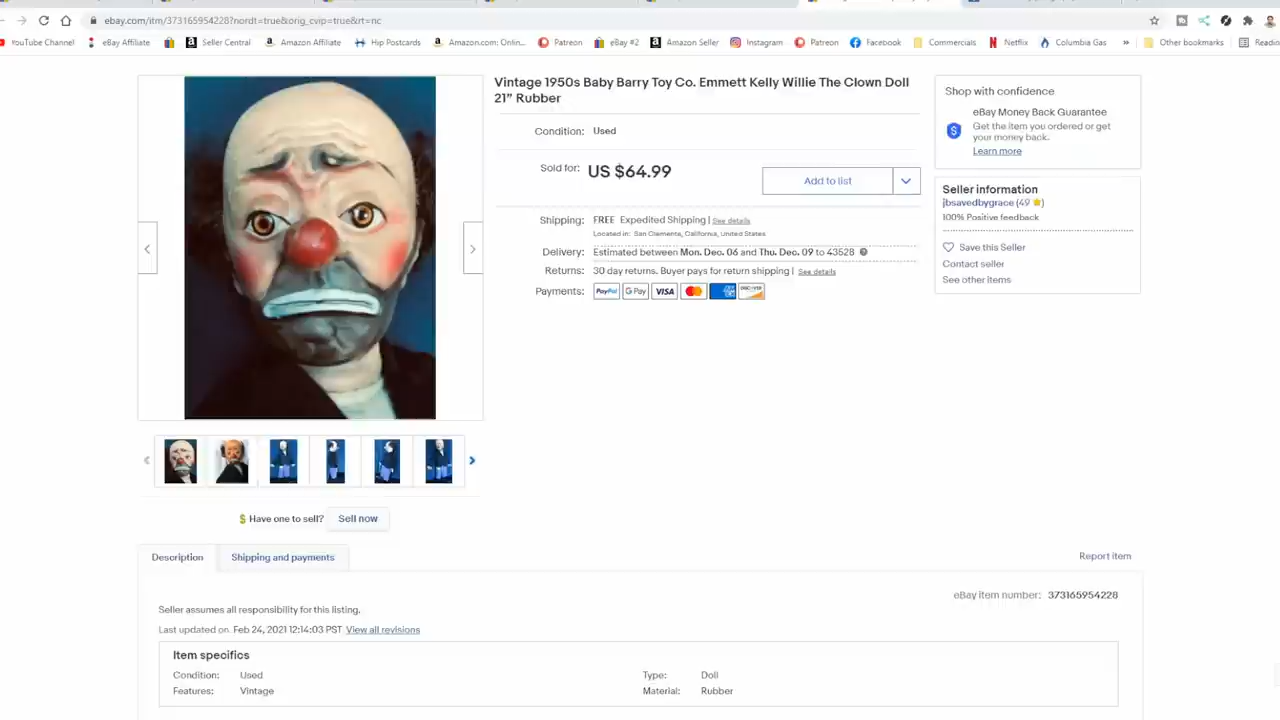 ebay.com/itm/373165954228?nordt=true&orig_cvip=true&rt=nc
YouTube Channel eBay Affiliate Seller Central Amazon Affiliate Hip Postcards Amazon.com: Onlin... Patreon eBay #2 Amazon Seller Instagram Patreon Facebook Commercials Netflix Columbia Gas » Other bookmarks
Vintage 1950s Baby Barry Toy Co. Emmett Kelly Willie The Clown Doll
21” Rubber
Condition: Used
Sold for: US $64.99
Add to list
Shipping: FREE Expedited Shipping | See details
Located in: San Clemente, California, United States
Delivery: Estimated between Mon. Dec. 06 and Thu. Dec. 09 to 43528
Returns: 30 day returns. Buyer pays for return shipping | See details
Payments: PayPal G Pay VISA
Shop with confidence
eBay Money Back Guarantee
Get the item you ordered or get
your money back.
Learn more
Seller information
jbsavedbygrace (49)
100% Positive feedback
Save this Seller
Contact seller
See other items
Have one to sell? Sell now
Description Shipping and payments
Report item
eBay item number: 373165954228
Seller assumes all responsibility for this listing.
Last updated on Feb 24, 2021 12:14:03 PST View all revisions
Item specifics
Condition: Used Type: Doll
Features: Vintage Material: Rubber